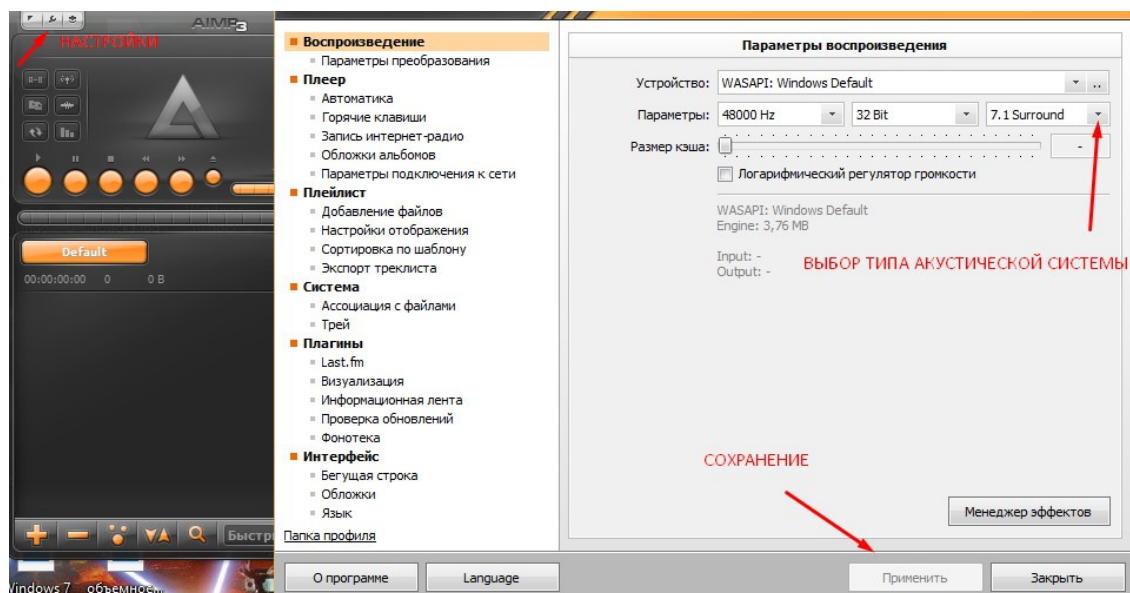 AIMP3
НАСТРОЙКИ
Default
00:00:00:00 0 0 B
Быстр
Windows 7 объемное...
Воспроизведение
Параметры преобразования
Плеер
Автоматика
Горячие клавиши
Запись интернет-радио
Обложки альбомов
Параметры подключения к сети
Плейлист
Добавление файлов
Настройки отображения
Сортировка по шаблону
Экспорт треклиста
Система
Ассоциация с файлами
Трей
Плагины
Last.fm
Визуализация
Информационная лента
Проверка обновлений
Фонотека
Интерфейс
Бегущая строка
Обложки
Язык
Папка профиля
Параметры воспроизведения
Устройство: WASAPI: Windows Default ..
Параметры: 48000 Hz 32 Bit 7.1 Surround
Размер кэша: -
Логарифмический регулятор громкости
WASAPI: Windows Default
Engine: 3,76 MB
Input: -
Output: -
ВЫБОР ТИПА АКУСТИЧЕСКОЙ СИСТЕМЫ
СОХРАНЕНИЕ
Менеджер эффектов
О программе Language Применить Закрыть